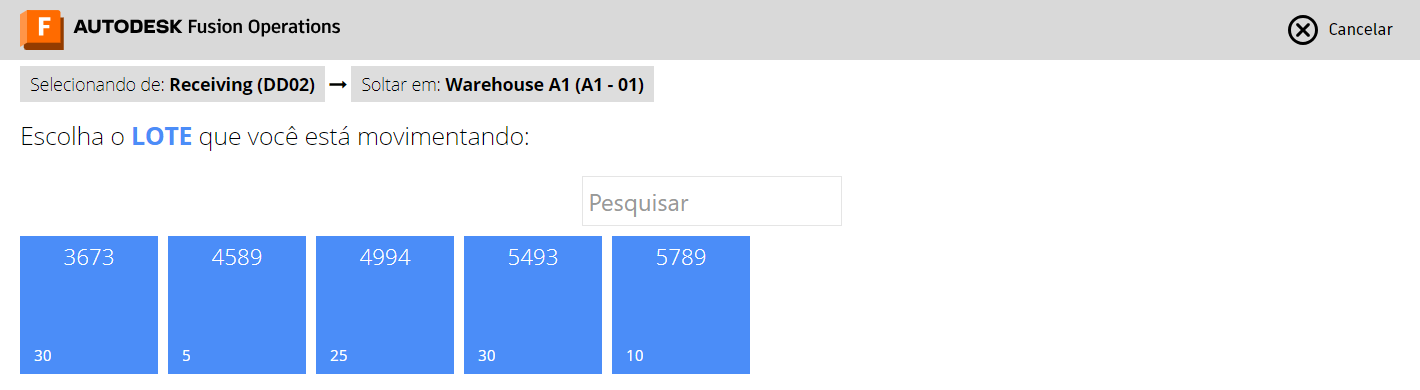 F AUTODESK Fusion Operations Cancelar
Selecionando de: Receiving (DD02) → Soltar em: Warehouse A1 (A1 - 01)
Escolha o LOTE que você está movimentando:
Pesquisar
3673 4589 4994 5493 5789
30 5 25 30 10